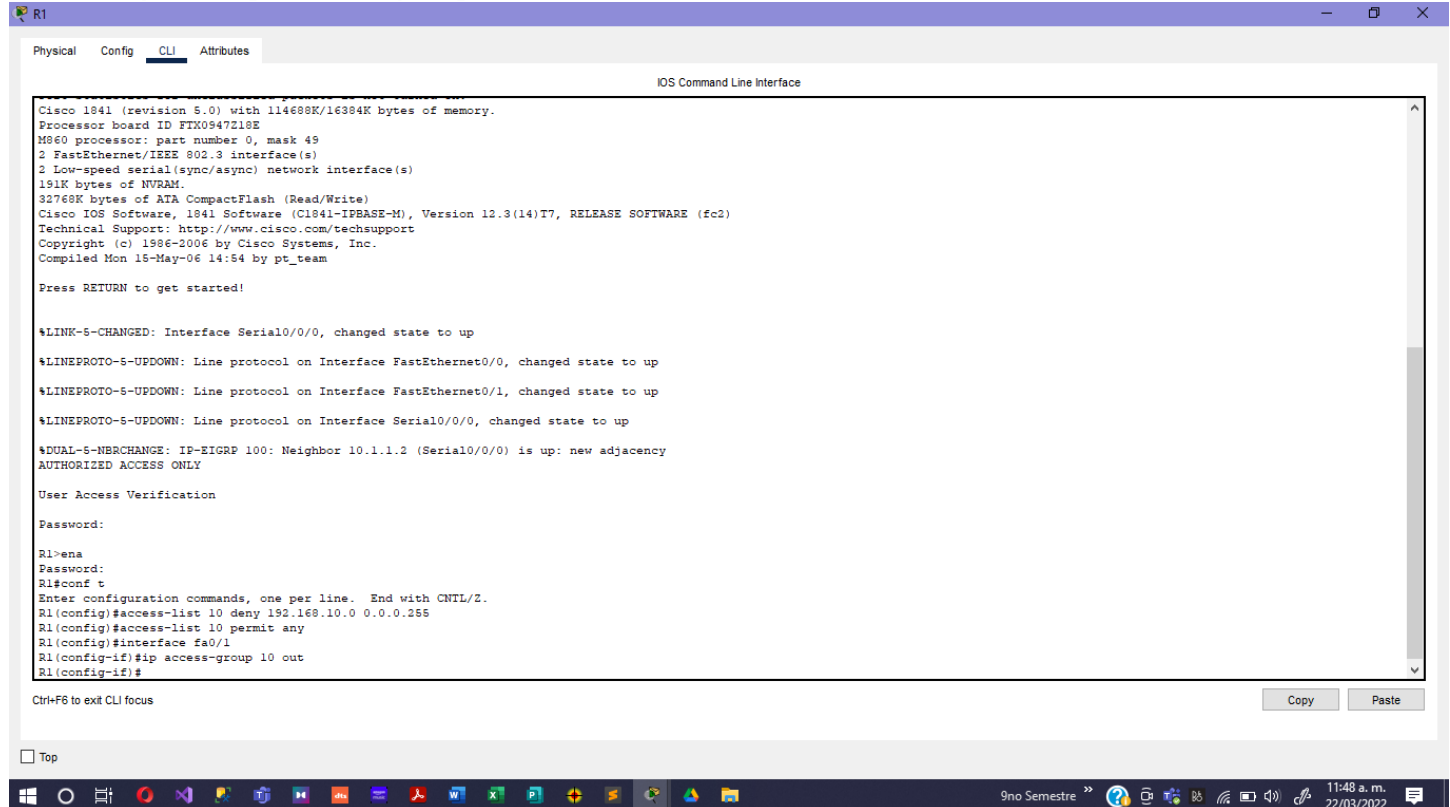 R1
Physical Config CLI Attributes
IOS Command Line Interface
Cisco 1841 (revision 5.0) with 114688K/16384K bytes of memory.
Processor board ID FTX0947Z18E
M860 processor: part number 0, mask 49
2 FastEthernet/IEEE 802.3 interface(s)
2 Low-speed serial(sync/async) network interface(s)
191K bytes of NVRAM.
32768K bytes of ATA CompactFlash (Read/Write)
Cisco IOS Software, 1841 Software (C1841-IPBASE-M), Version 12.3(14)T7, RELEASE SOFTWARE (fc2)
Technical Support: http://www.cisco.com/techsupport
Copyright (c) 1986-2006 by Cisco Systems, Inc.
Compiled Mon 15-May-06 14:54 by pt_team
Press RETURN to get started!
%LINK-5-CHANGED: Interface Serial0/0/0, changed state to up
%LINEPROTO-5-UPDOWN: Line protocol on Interface FastEthernet0/0, changed state to up
%LINEPROTO-5-UPDOWN: Line protocol on Interface FastEthernet0/1, changed state to up
%LINEPROTO-5-UPDOWN: Line protocol on Interface Serial0/0/0, changed state to up
%DUAL-5-NBRCHANGE: IP-EIGRP 100: Neighbor 10.1.1.2 (Serial0/0/0) is up: new adjacency
AUTHORIZED ACCESS ONLY
User Access Verification
Password:
R1>ena
Password:
R1#conf t
Enter configuration commands, one per line. End with CNTL/Z.
R1(config)#access-list 10 deny 192.168.10.0 0.0.0.255
R1(config)#access-list 10 permit any
R1(config)#interface fa0/1
R1(config-if)#ip access-group 10 out
R1(config-if)#
Ctrl+F6 to exit CLI focus
Copy Paste
Top
9no Semestre
11:48 a. m.
22/03/2022